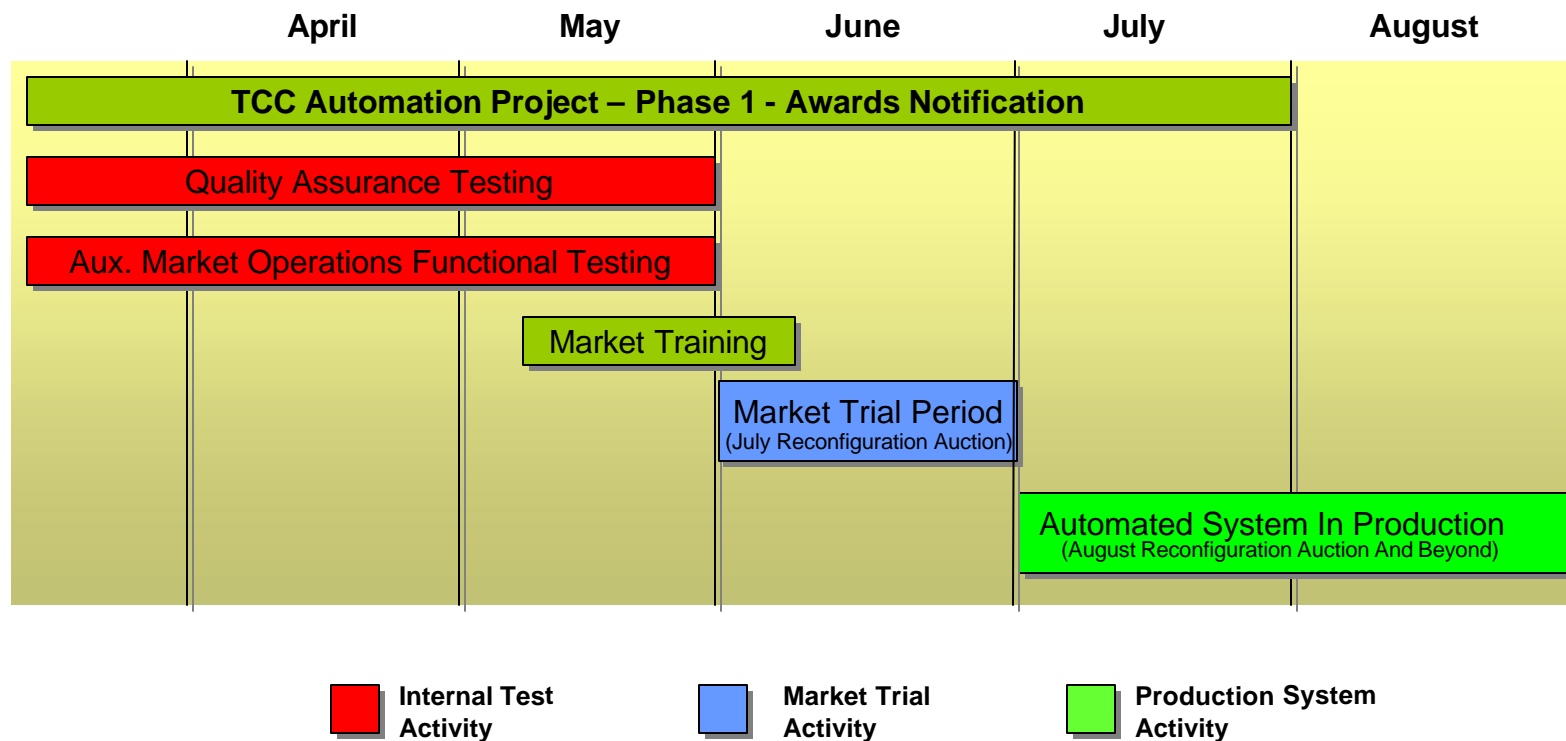 April May June July August
TCC Automation Project – Phase 1 - Awards Notification
Quality Assurance Testing
Aux. Market Operations Functional Testing
Market Training
Market Trial Period
(July Reconfiguration Auction)
Automated System In Production
(August Reconfiguration Auction And Beyond)
Internal Test
Activity
Market Trial
Activity
Production System
Activity